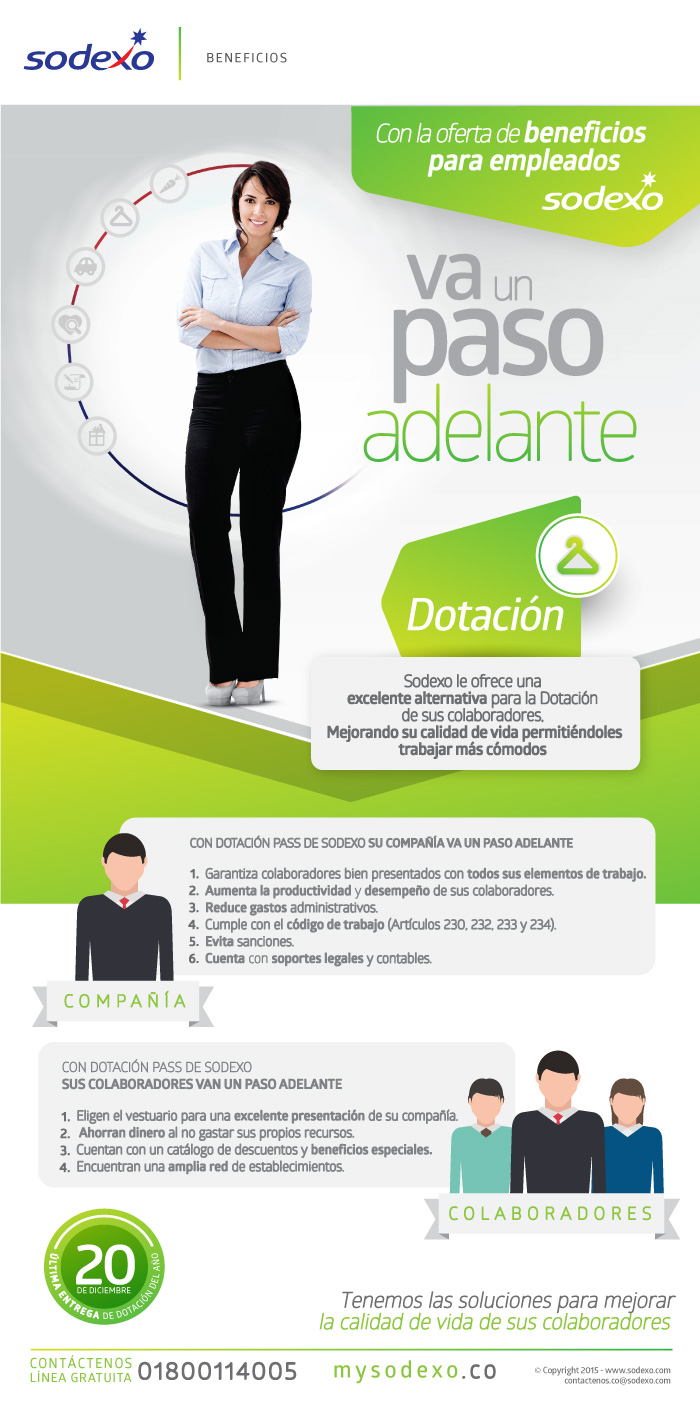 sodexo
BENEFICIOS
Con la oferta de beneficios
para empleados
sodexo
va un
paso
adelante
Dotación
Sodexo le ofrece una
excelente alternativa para la Dotación
de sus colaboradores,
Mejorando su calidad de vida permitiéndoles
trabajar más cómodos
CON DOTACIÓN PASS DE SODEXO SU COMPAÑÍA VA UN PASO ADELANTE
1. Garantiza colaboradores bien presentados con todos sus elementos de trabajo.
2. Aumenta la productividad y desempeño de sus colaboradores.
3. Reduce gastos administrativos.
4. Cumple con el código de trabajo (Artículos 230, 232, 233 y 234).
5. Evita sanciones.
6. Cuenta con soportes legales y contables.
COMPAÑÍA
CON DOTACIÓN PASS DE SODEXO
SUS COLABORADORES VAN UN PASO ADELANTE
1. Eligen el vestuario para una excelente presentación de su compañía.
2. Ahorran dinero al no gastar sus propios recursos.
3. Cuentan con un catálogo de descuentos y beneficios especiales.
4. Encuentran una amplia red de establecimientos.
COLABORADORES
20
DE DICIEMBRE
ÚLTIMA ENTREGA DE DOTACIÓN DEL AÑO
Tenemos las soluciones para mejorar
la calidad de vida de sus colaboradores
CONTÁCTENOS
LÍNEA GRATUITA
01800114005
mysodexo.co
© Copyright 2015 - www.sodexo.com
contactenos.co@sodexo.com